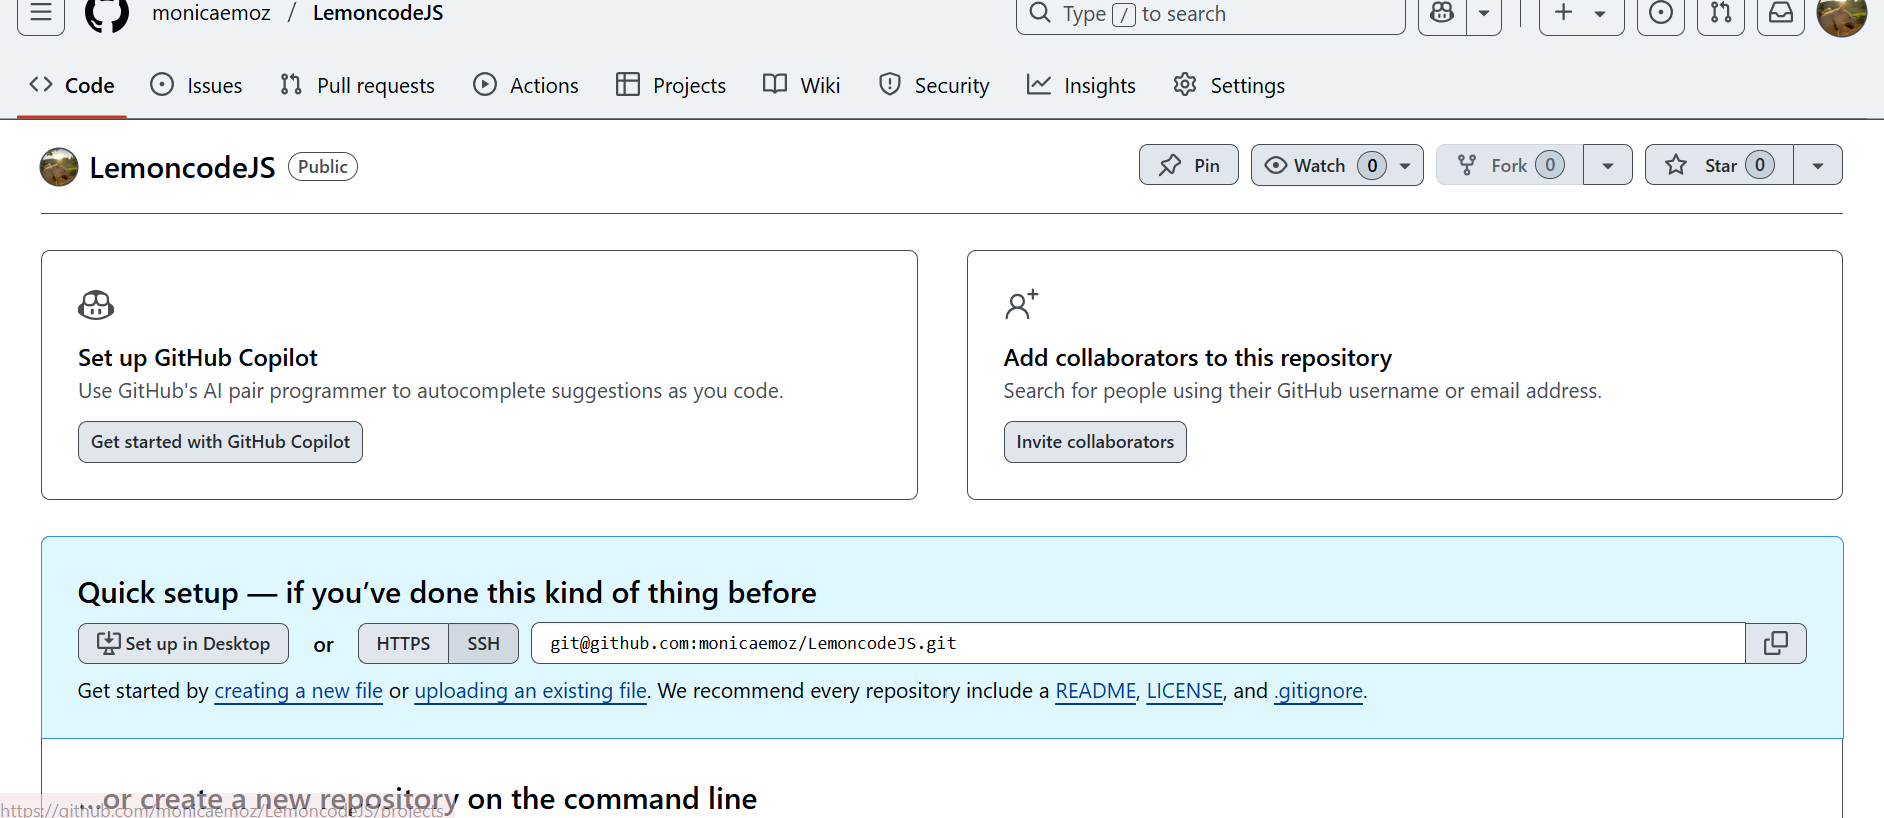 monicaemoz / LemoncodeJS
Type / to search
Code Issues Pull requests Actions Projects Wiki Security Insights Settings
LemoncodeJS Public
Pin Watch 0 Fork 0 Star 0
Set up GitHub Copilot
Use GitHub's AI pair programmer to autocomplete suggestions as you code.
Get started with GitHub Copilot
Add collaborators to this repository
Search for people using their GitHub username or email address.
Invite collaborators
Quick setup — if you’ve done this kind of thing before
Set up in Desktop or HTTPS SSH git@github.com:monicaemoz/LemoncodeJS.git
Get started by creating a new file or uploading an existing file. We recommend every repository include a README, LICENSE, and .gitignore.
…or create a new repository on the command line
https://github.com/monicaemoz/LemoncodeJS/projects